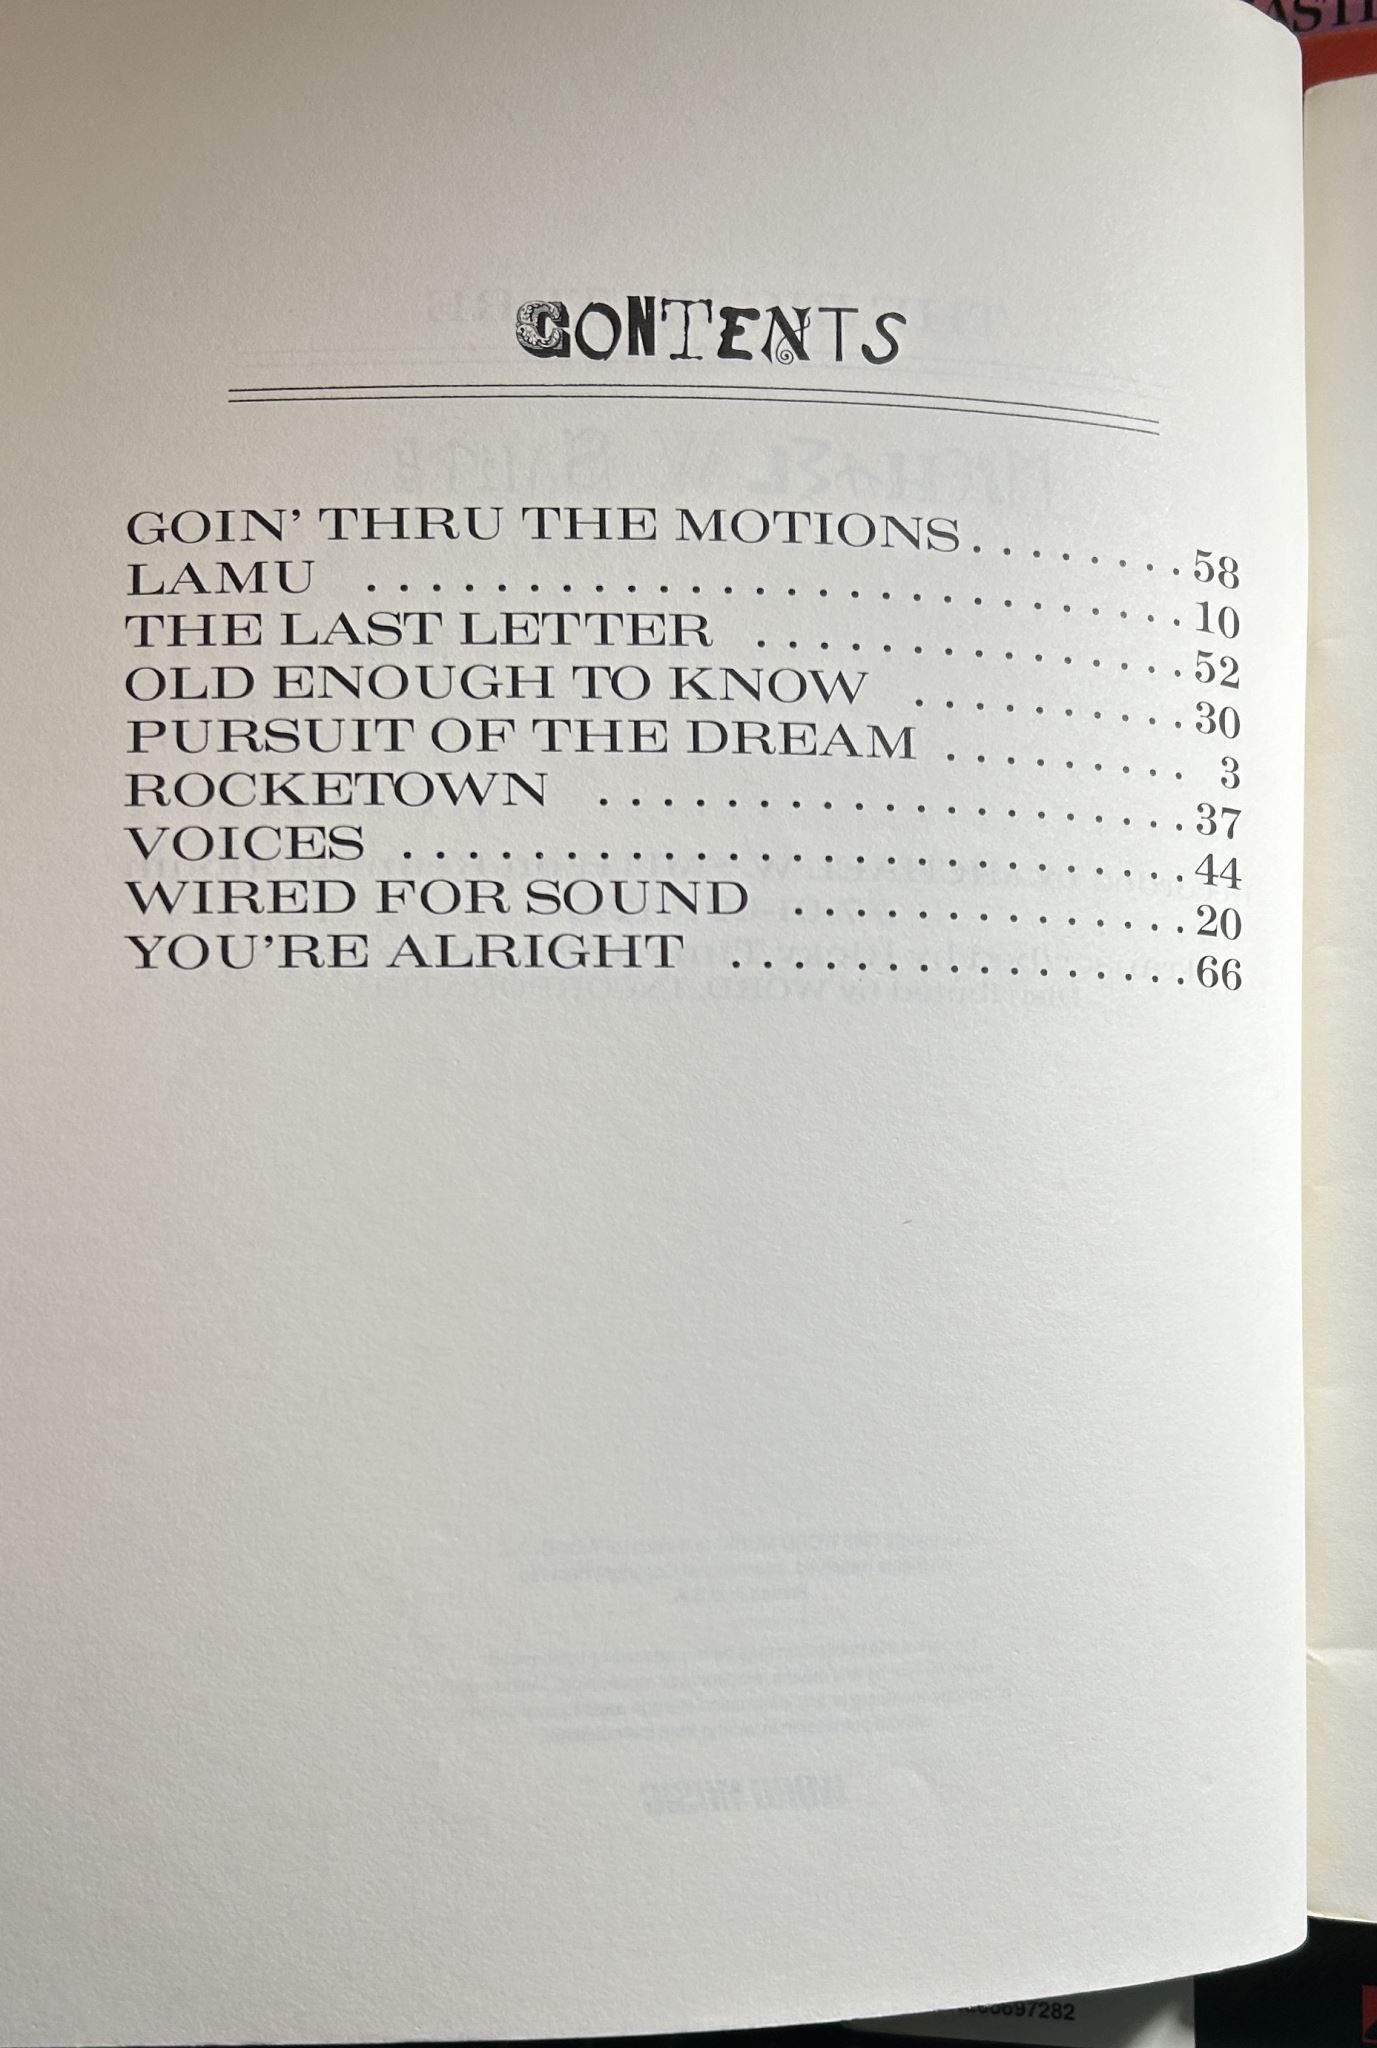 CONTENTS
GOIN' THRU THE MOTIONS........58
LAMU ..........................10
THE LAST LETTER ............52
OLD ENOUGH TO KNOW ..........30
PURSUIT OF THE DREAM ......... 3
ROCKETOWN ...................37
VOICES ........................44
WIRED FOR SOUND ..............20
YOU'RE ALRIGHT ................66
697282